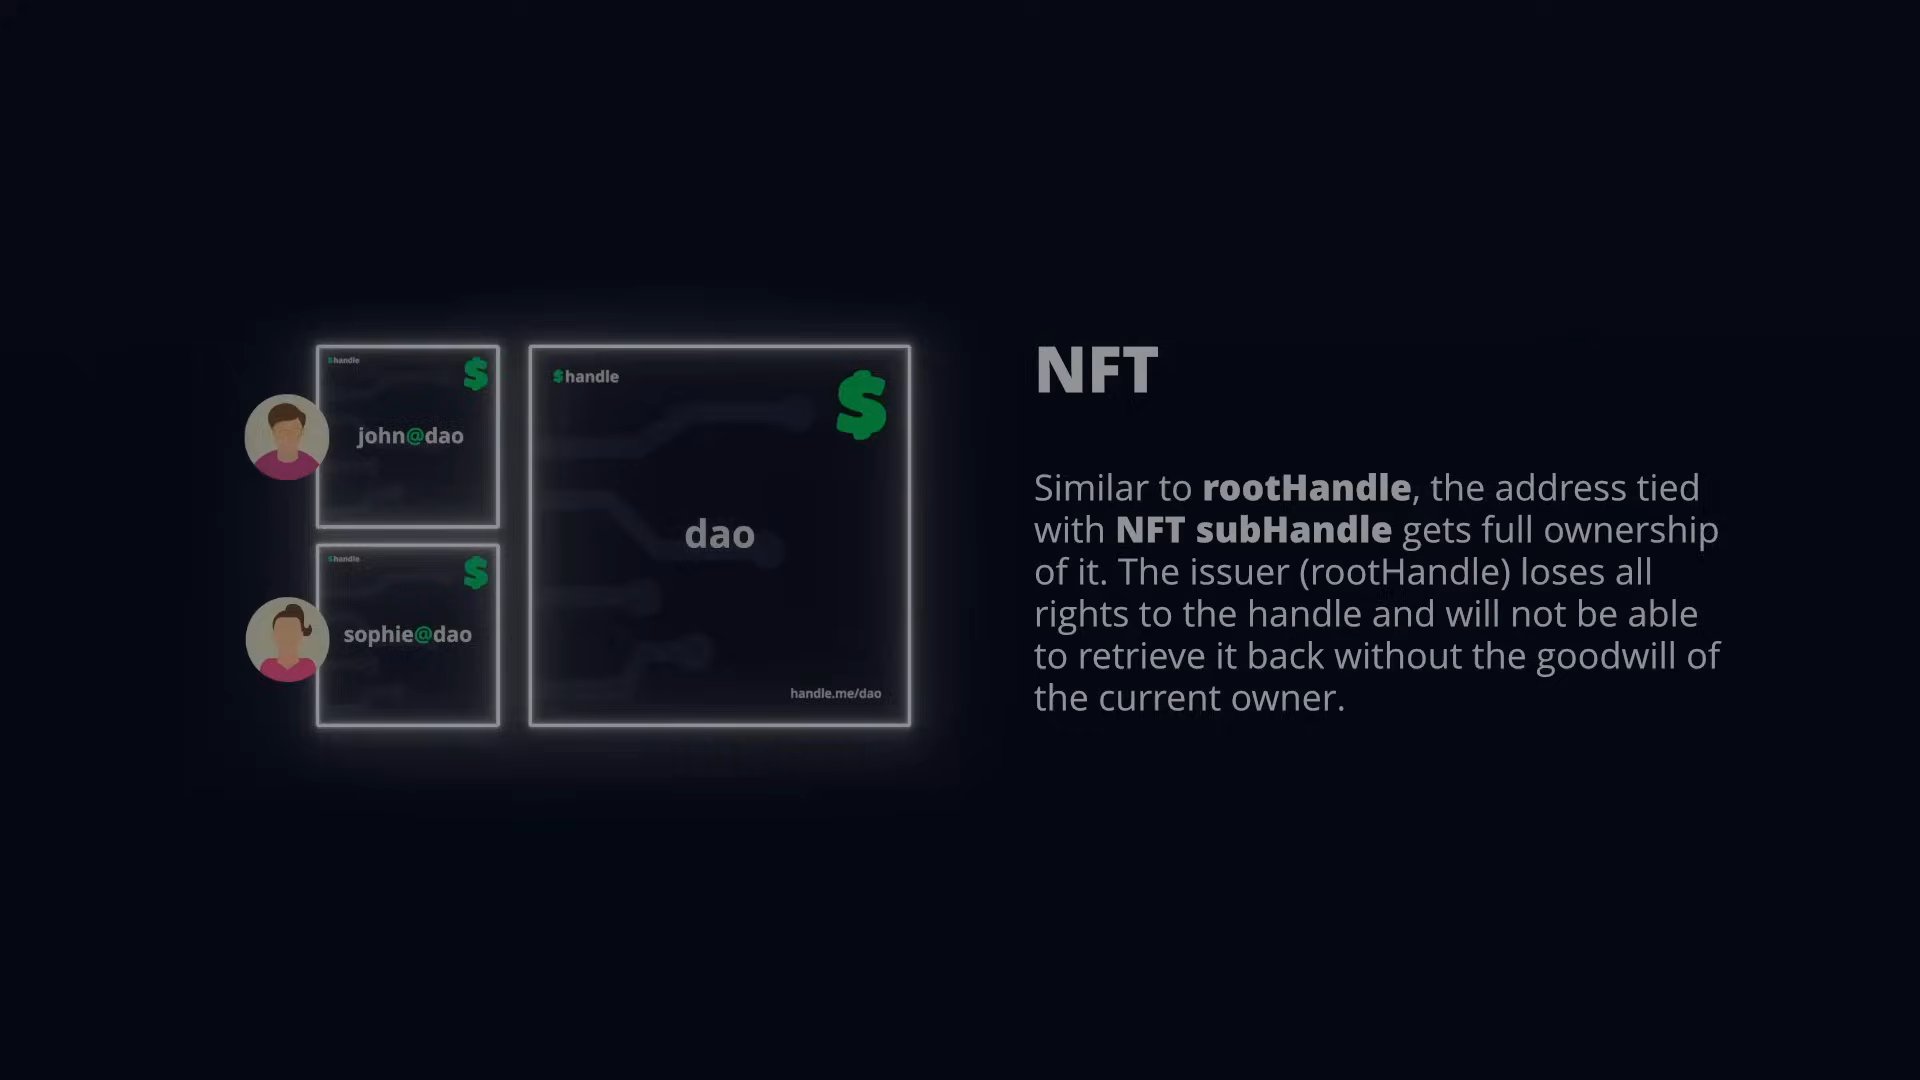 $handle
$
john@dao
$handle
$
sophie@dao
$handle
$
dao
handle.me/dao
NFT
Similar to rootHandle, the address tied
with NFT subHandle gets full ownership
of it. The issuer (rootHandle) loses all
rights to the handle and will not be able
to retrieve it back without the goodwill of
the current owner.